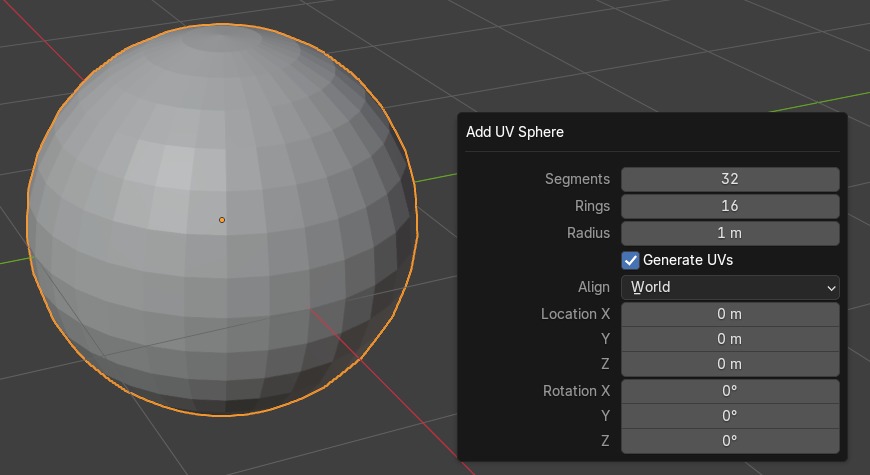 Add UV Sphere
Segments 32
Rings 16
Radius 1 m
Generate UVs
Align World
Location X 0 m
Y 0 m
Z 0 m
Rotation X 0°
Y 0°
Z 0°